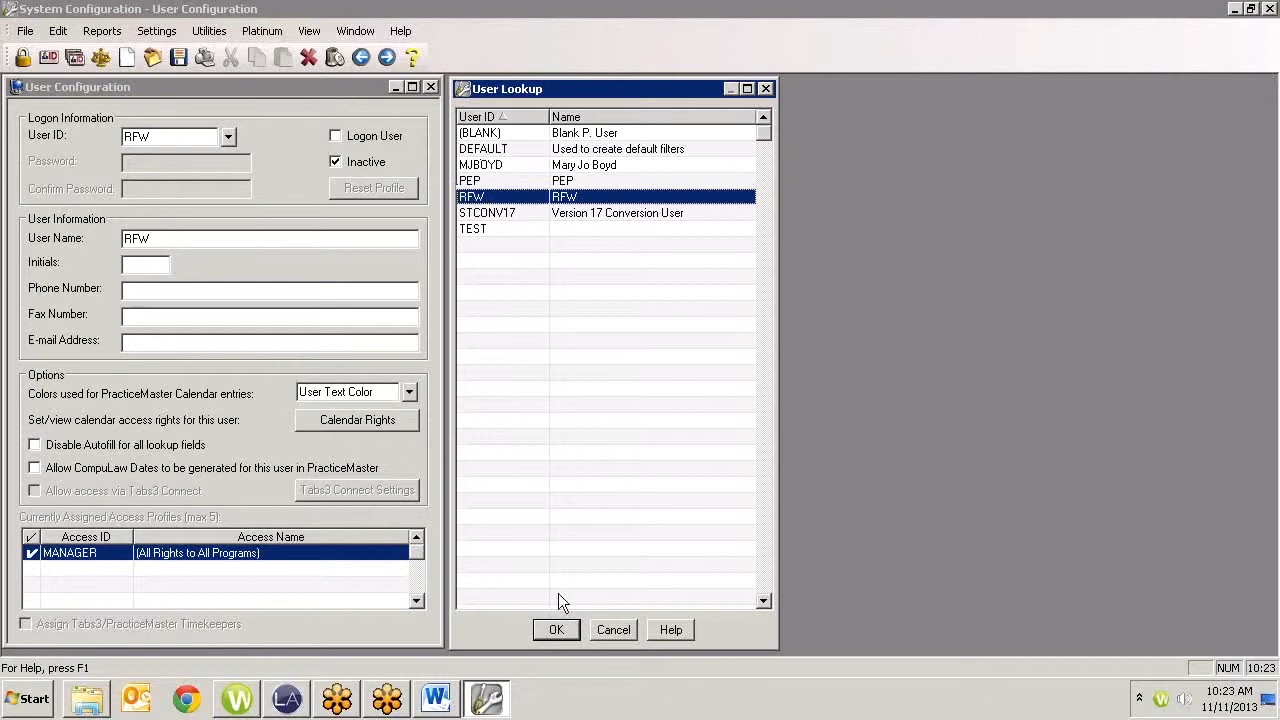 System Configuration - User Configuration
File Edit Reports Settings Utilities Platinum View Window Help
User Configuration
Logon Information
User ID: RFW Logon User
Password: Inactive
Confirm Password: Reset Profile
User Information
User Name: RFW
Initials:
Phone Number:
Fax Number:
E-mail Address:
Options
Colors used for PracticeMaster Calendar entries: User Text Color
Set/view calendar access rights for this user: Calendar Rights
Disable Autofill for all lookup fields
Allow CompuLaw Dates to be generated for this user in PracticeMaster
Allow access via Tabs3 Connect Tabs3 Connect Settings
Currently Assigned Access Profiles (max 5):
Access ID Access Name
MANAGER (All Rights to All Programs)
Assign Tabs3/PracticeMaster Timekeepers
User Lookup
User ID Name
(BLANK) Blank P. User
DEFAULT Used to create default filters
MJBOYD Mary Jo Boyd
PEP PEP
RFW RFW
STCONV17 Version 17 Conversion User
TEST
OK Cancel Help
For Help, press F1 NUM 10:23
Start W LA W 10:23 AM
11/11/2013